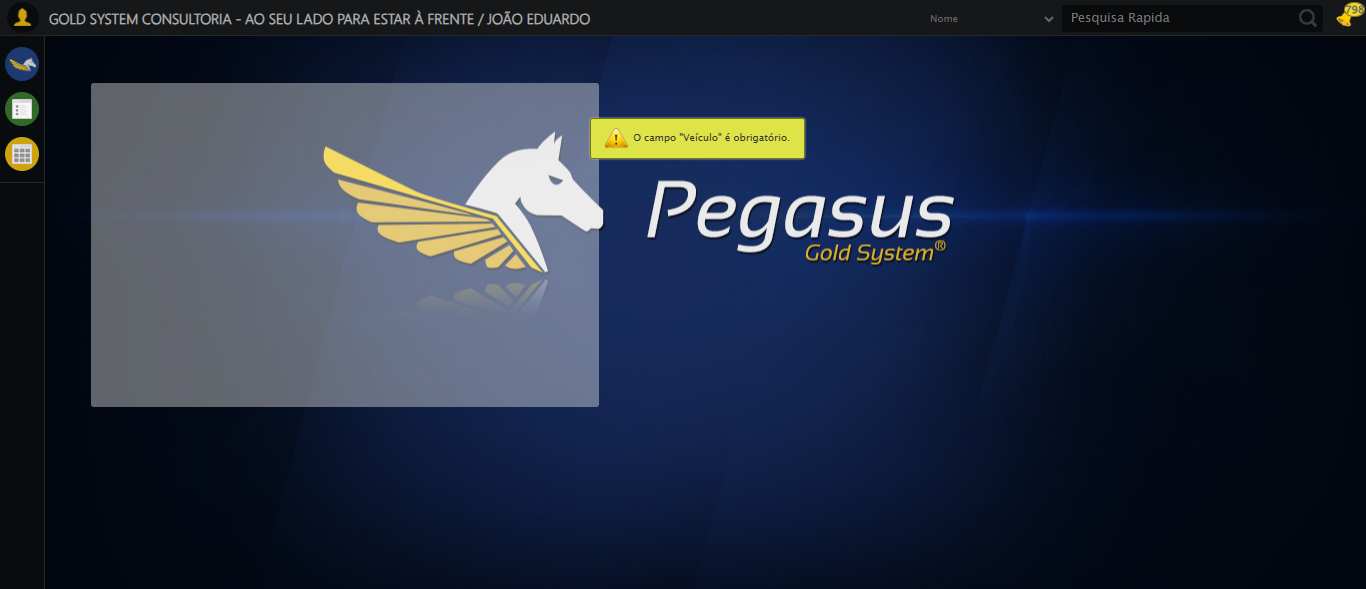 GOLD SYSTEM CONSULTORIA - AO SEU LADO PARA ESTAR À FRENTE / JOÃO EDUARDO
Nome
Pesquisa Rapida
798
O campo "Veículo" é obrigatório.
Pegasus
Gold System®